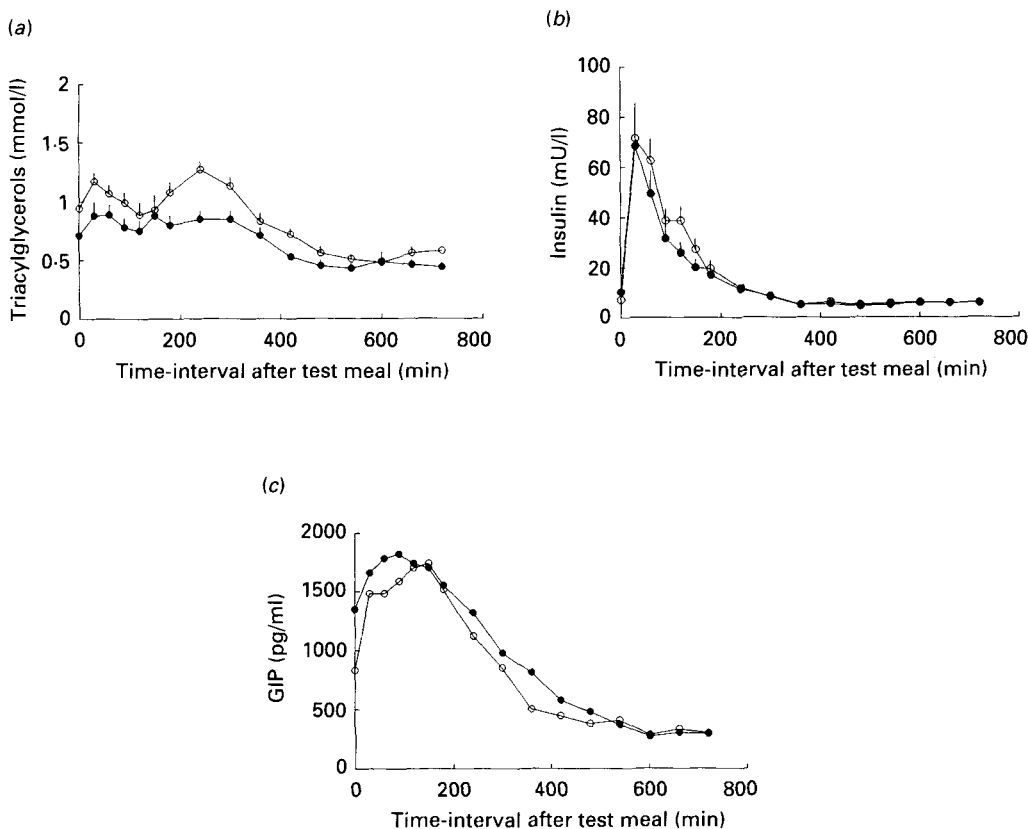 (a)
Triacylglycerols (mmol/l)
2
1·5
1
0·5
0
0 200 400 600 800
Time-interval after test meal (min)
(b)
Insulin (mU/l)
100
80
60
40
20
0
0 200 400 600 800
Time-interval after test meal (min)
(c)
GIP (pg/ml)
2000
1500
1000
500
0
0 200 400 600 800
Time-interval after test meal (min)